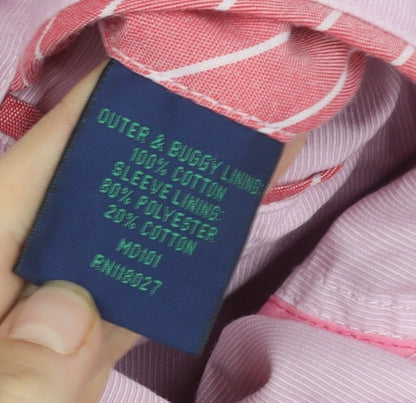 OUTER & BUGGY LINING:
100% COTTON
SLEEVE LINING:
80% POLYESTER
20% COTTON
MD101
RN118027